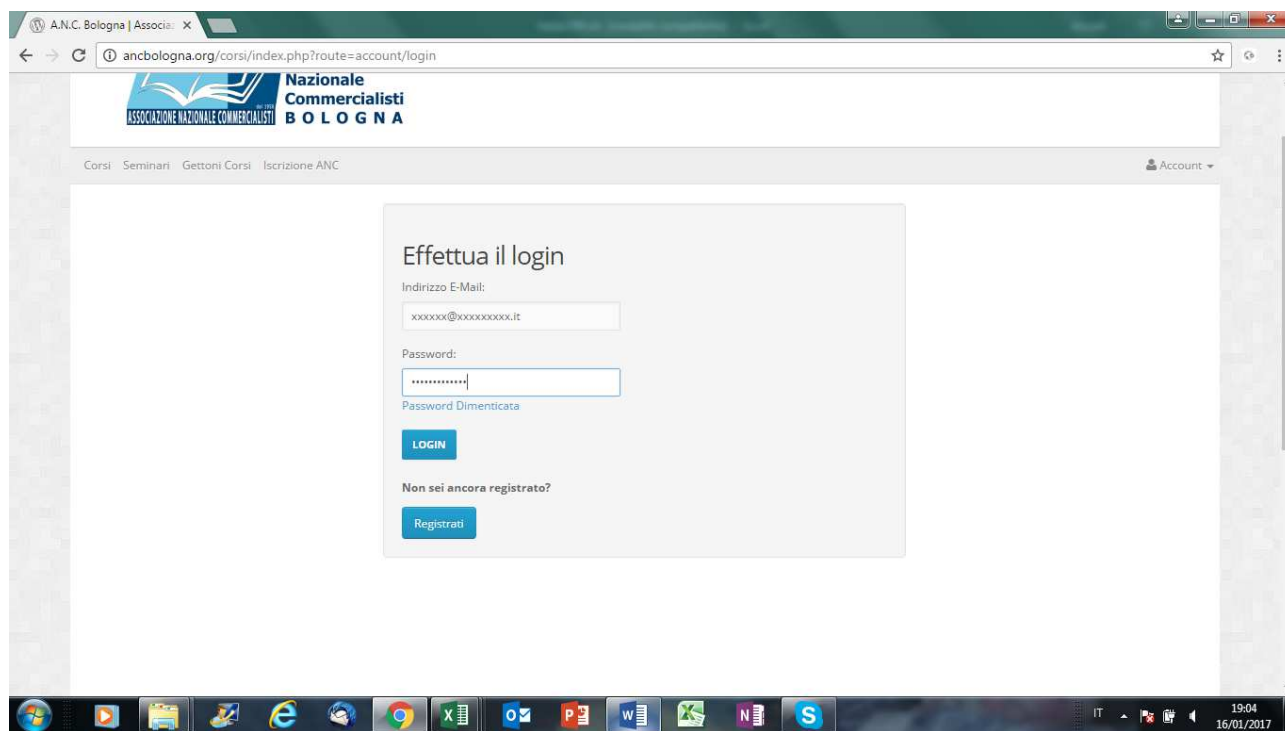 A.N.C. Bologna | Associa
ancbologna.org/corsi/index.php?route=account/login
Nazionale
Commercialisti
BOLOGNA
ASSOCIAZIONE NAZIONALE COMMERCIALISTI
Corsi Seminari Gettoni Corsi Iscrizione ANC
Account
Effettua il login
Indirizzo E-Mail:
xxxxxx@xxxxxxxxx.it
Password:
•••••••••••••
Password Dimenticata
LOGIN
Non sei ancora registrato?
Registrati
IT
19:04
16/01/2017